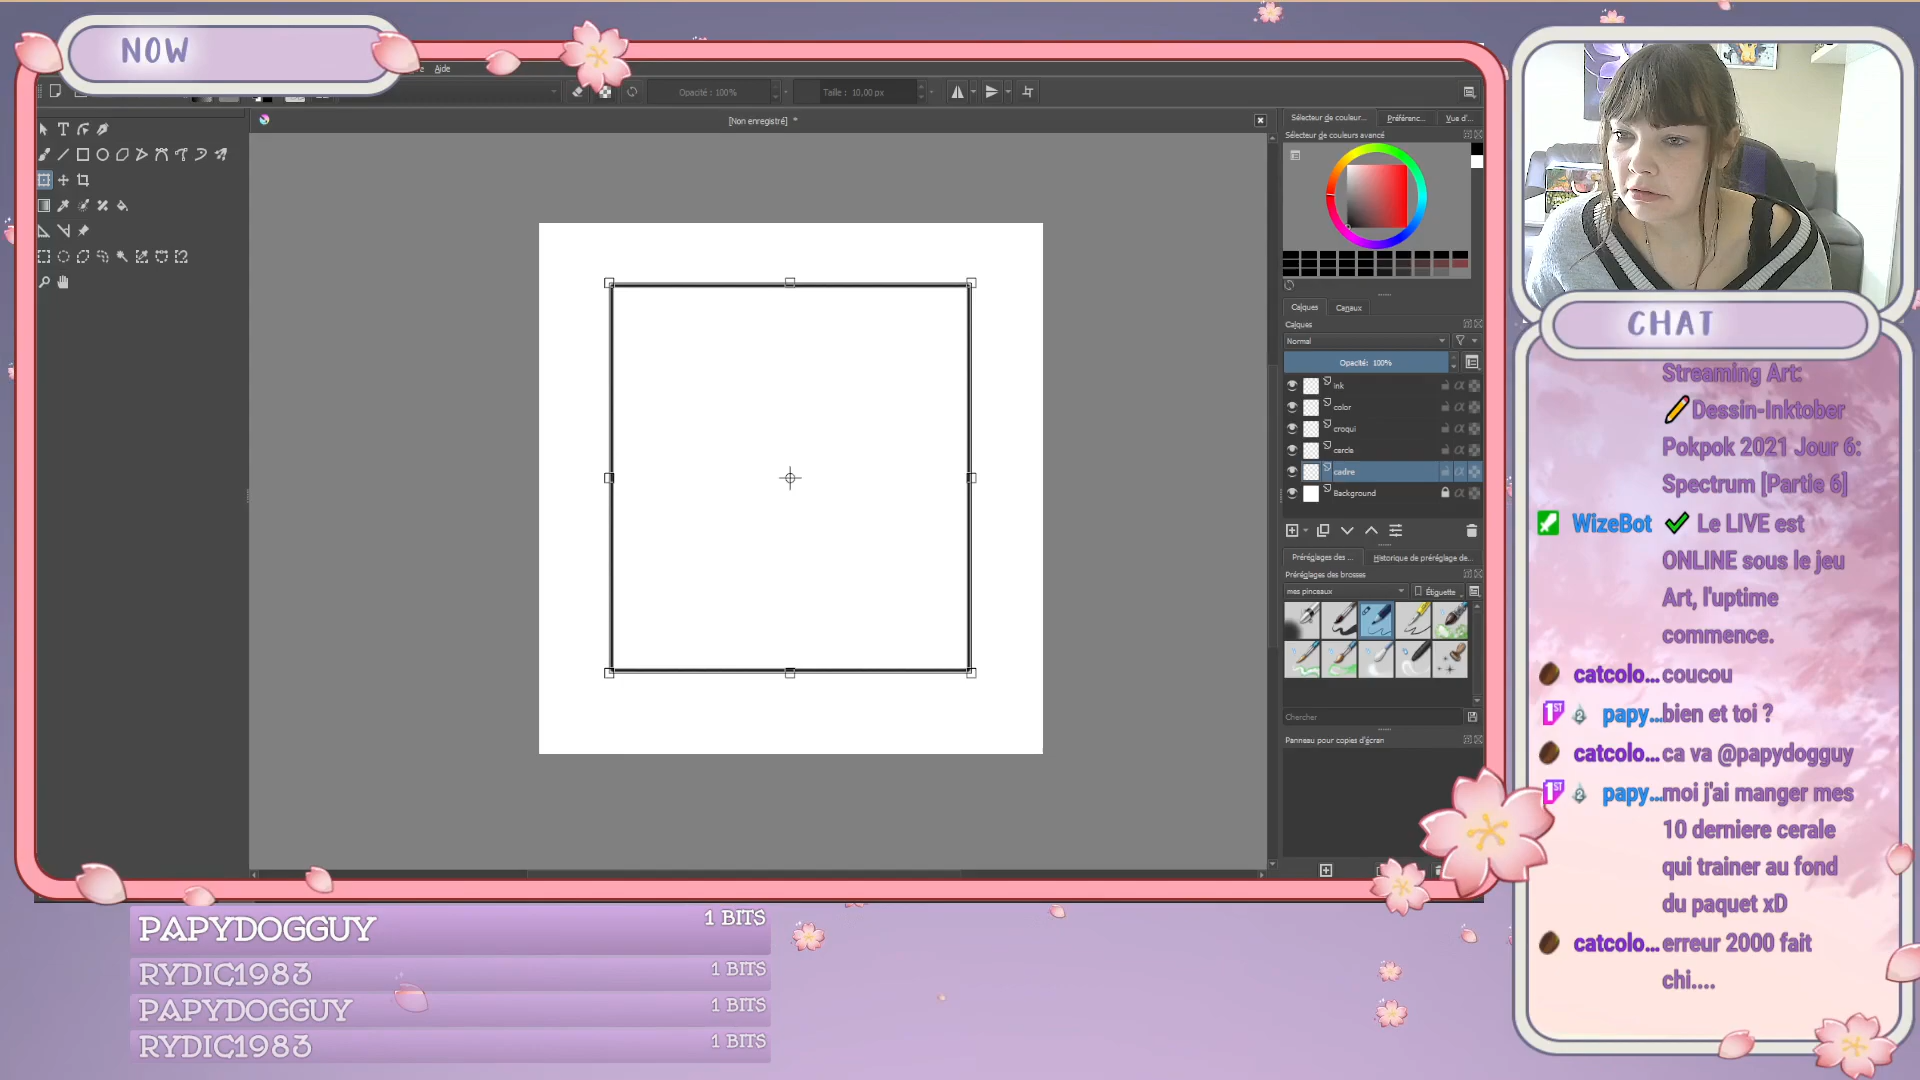 NOW
Aide
Opacité : 100%
Taille : 10,00 px
[Non enregistré] *
Sélecteur de couleur...
Préférenc...
Vue d'...
Sélecteur de couleurs avancé
Calques
Canaux
Calques
Normal
Opacité: 100%
ink
color
croqui
cercle
cadre
Background
Préréglages des ...
Historique de préréglage de...
Préréglages des brosses
mes pinceaux
Étiquette
Chercher
Panneau pour copies d'écran
CHAT
Streaming Art:
Dessin-Inktober
Pokpok 2021 Jour 6:
Spectrum [Partie 6]
WizeBot Le LIVE est
ONLINE sous le jeu
Art, l'uptime
commence.
catcolo... coucou
1ST 2 papy... bien et toi ?
catcolo... ca va @papydogguy
1ST 2 papy... moi j'ai manger mes
10 derniere cerale
qui trainer au fond
du paquet xD
catcolo... erreur 2000 fait
chi....
PAPYDOGGUY 1 BITS
RYDIC1983 1 BITS
PAPYDOGGUY 1 BITS
RYDIC1983 1 BITS